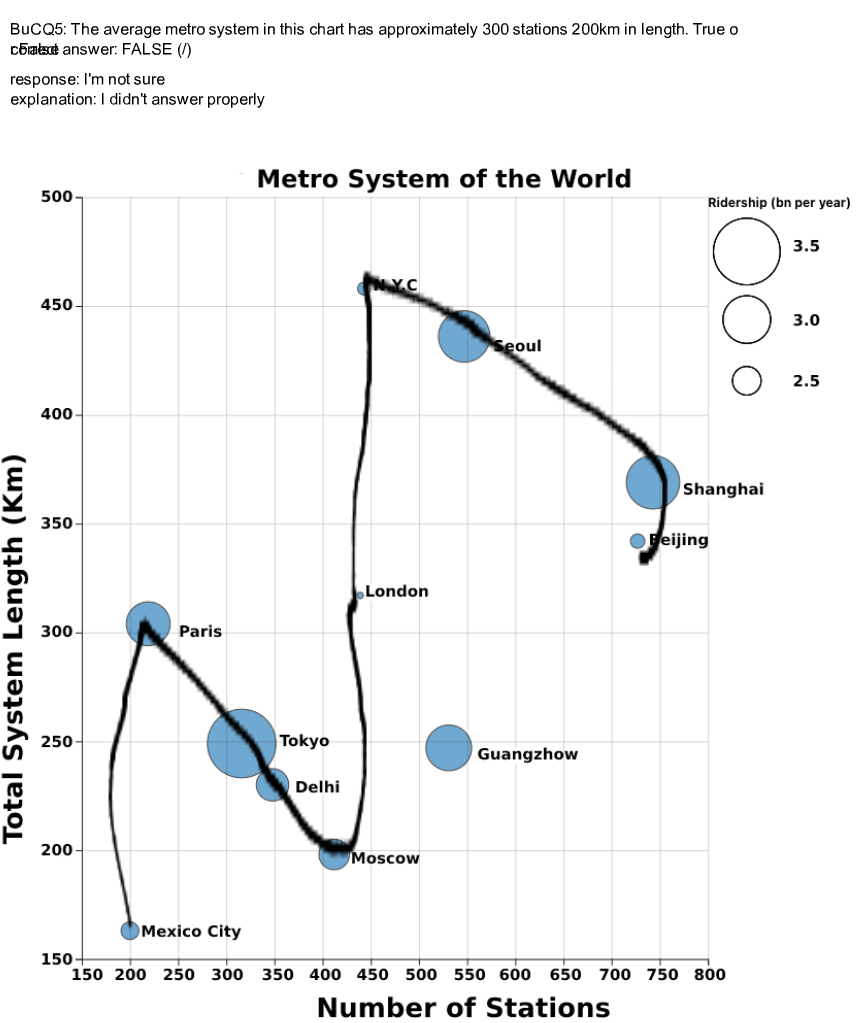 BuCQ5: The average metro system in this chart has approximately 300 stations 200km in length. True o
answer: FALSE (/)
response: I'm not sure
explanation: I didn't answer properly
Metro System of the World
Ridership (bn per year)
3.5
3.0
2.5
Total System Length (Km)
500
450
400
350
300
250
200
150
N.Y.C
Seoul
Shanghai
Beijing
London
Paris
Tokyo
Guangzhow
Delhi
Moscow
Mexico City
150 200 250 300 350 400 450 500 550 600 650 700 750 800
Number of Stations